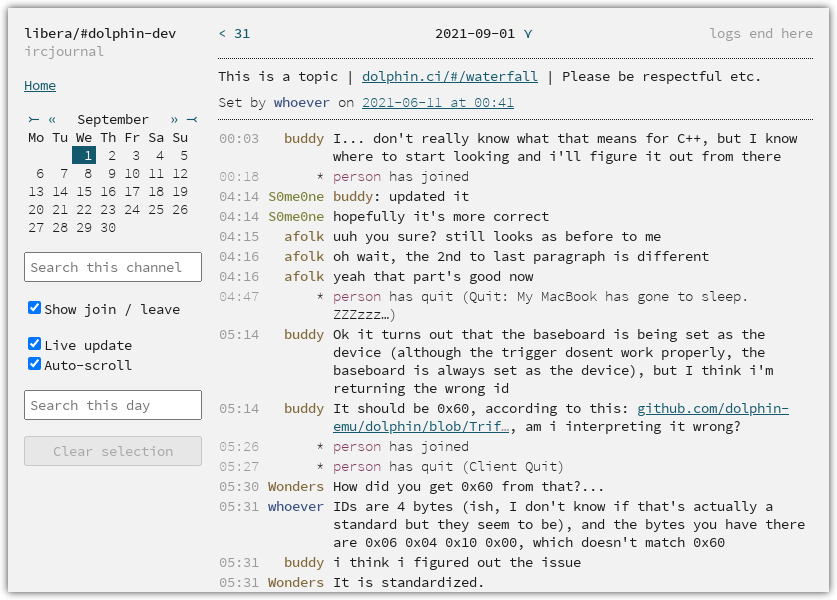 libera/#dolphin-dev
ircjournal
Home
⤚ « September » ⤙
Mo Tu We Th Fr Sa Su
1 2 3 4 5
6 7 8 9 10 11 12
13 14 15 16 17 18 19
20 21 22 23 24 25 26
27 28 29 30
Search this channel
Show join / leave
Live update
Auto-scroll
Search this day
Clear selection
< 31 2021-09-01 ⋎ logs end here
This is a topic | dolphin.ci/#/waterfall | Please be respectful etc.
Set by whoever on 2021-06-11 at 00:41
00:03 buddy I... don't really know what that means for C++, but I know
where to start looking and i'll figure it out from there
00:18 * person has joined
04:14 S0me0ne buddy: updated it
04:14 S0me0ne hopefully it's more correct
04:15 afolk uuh you sure? still looks as before to me
04:16 afolk oh wait, the 2nd to last paragraph is different
04:16 afolk yeah that part's good now
04:47 * person has quit (Quit: My MacBook has gone to sleep.
ZZZzzz…)
05:14 buddy Ok it turns out that the baseboard is being set as the
device (although the trigger dosent work properly, the
baseboard is always set as the device), but I think i'm
returning the wrong id
05:14 buddy It should be 0x60, according to this: github.com/dolphin-
emu/dolphin/blob/Trif…, am i interpreting it wrong?
05:26 * person has joined
05:27 * person has quit (Client Quit)
05:30 Wonders How did you get 0x60 from that?...
05:31 whoever IDs are 4 bytes (ish, I don't know if that's actually a
standard but they seem to be), and the bytes you have there
are 0x06 0x04 0x10 0x00, which doesn't match 0x60
05:31 buddy i think i figured out the issue
05:31 Wonders It is standardized.